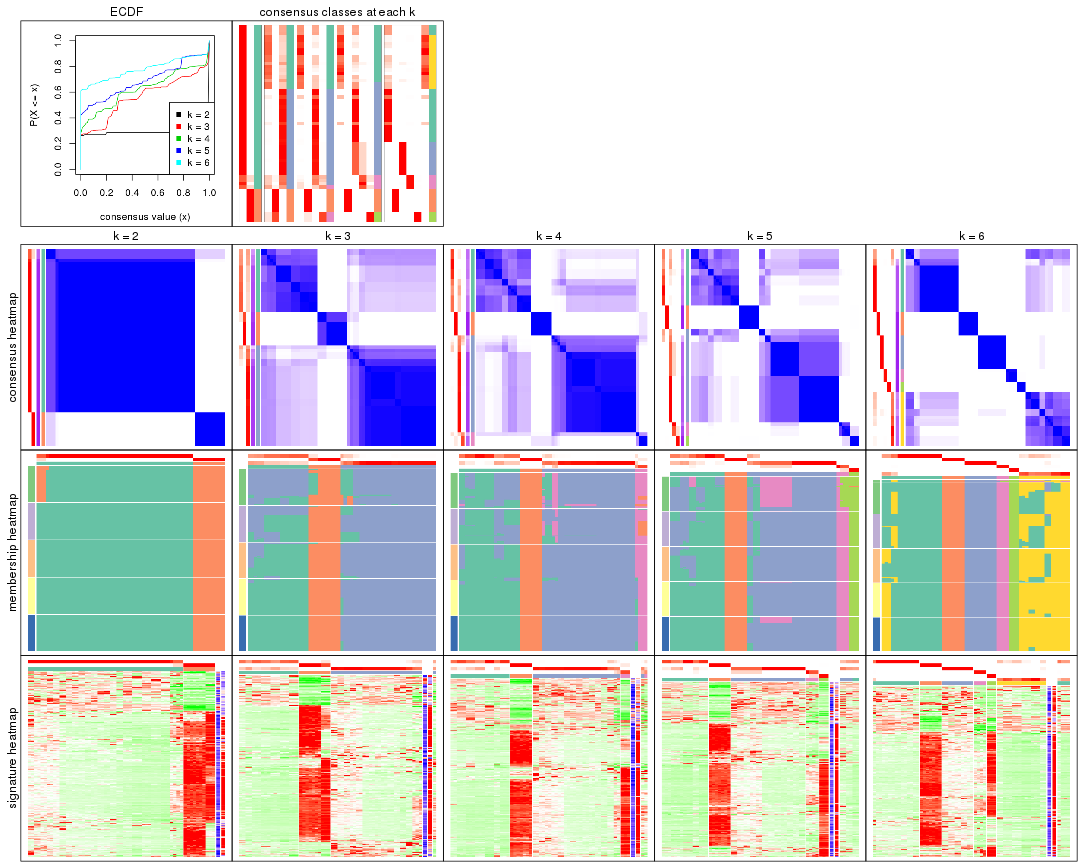 ECDF
consensus classes at each k
P(X <= x)
0.0 0.2 0.4 0.6 0.8 1.0
k = 2
k = 3
k = 4
k = 5
k = 6
0.0 0.2 0.4 0.6 0.8 1.0
consensus value (x)
k = 2
k = 3
k = 4
k = 5
k = 6
consensus heatmap
membership heatmap
signature heatmap